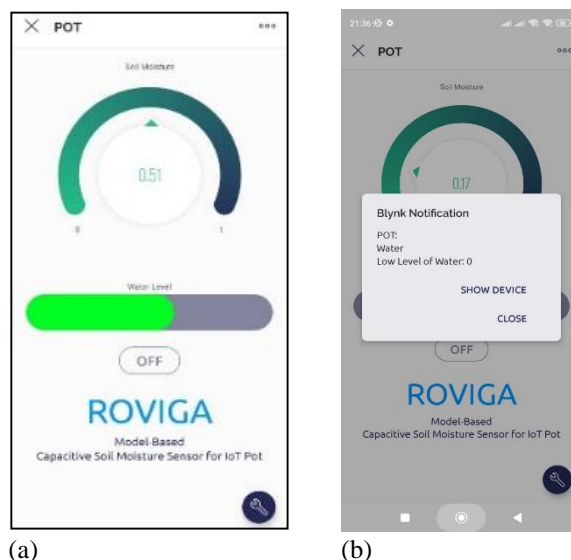 POT
Soil Moisture
0.51
1
Water Level
OFF
ROVIGA
Model-Based
Capacitive Soil Moisture Sensor for IoT Pot
(a)
21:36
POT
Soil Moisture
0.17
Blynk Notification
POT:
Water
Low Level of Water: 0
SHOW DEVICE
CLOSE
OFF
ROVIGA
Model-Based
Capacitive Soil Moisture Sensor for IoT Pot
(b)